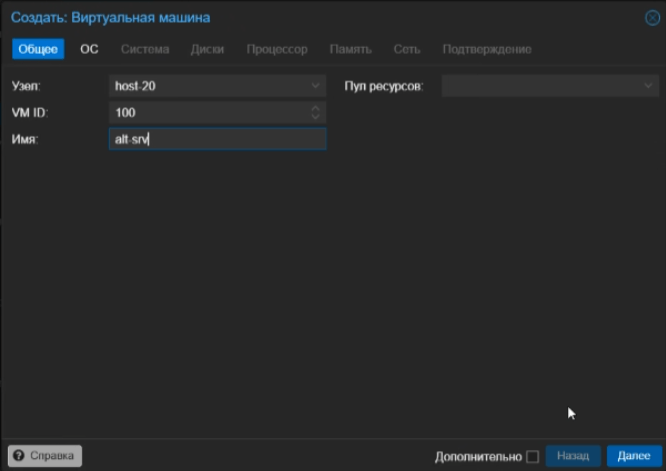 Создать: Виртуальная машина
Общее ОС Система Диски Процессор Память Сеть Подтверждение
Узел: host-20 Пул ресурсов:
VM ID: 100
Имя: alt-srv
Справка Дополнительно Назад Далее